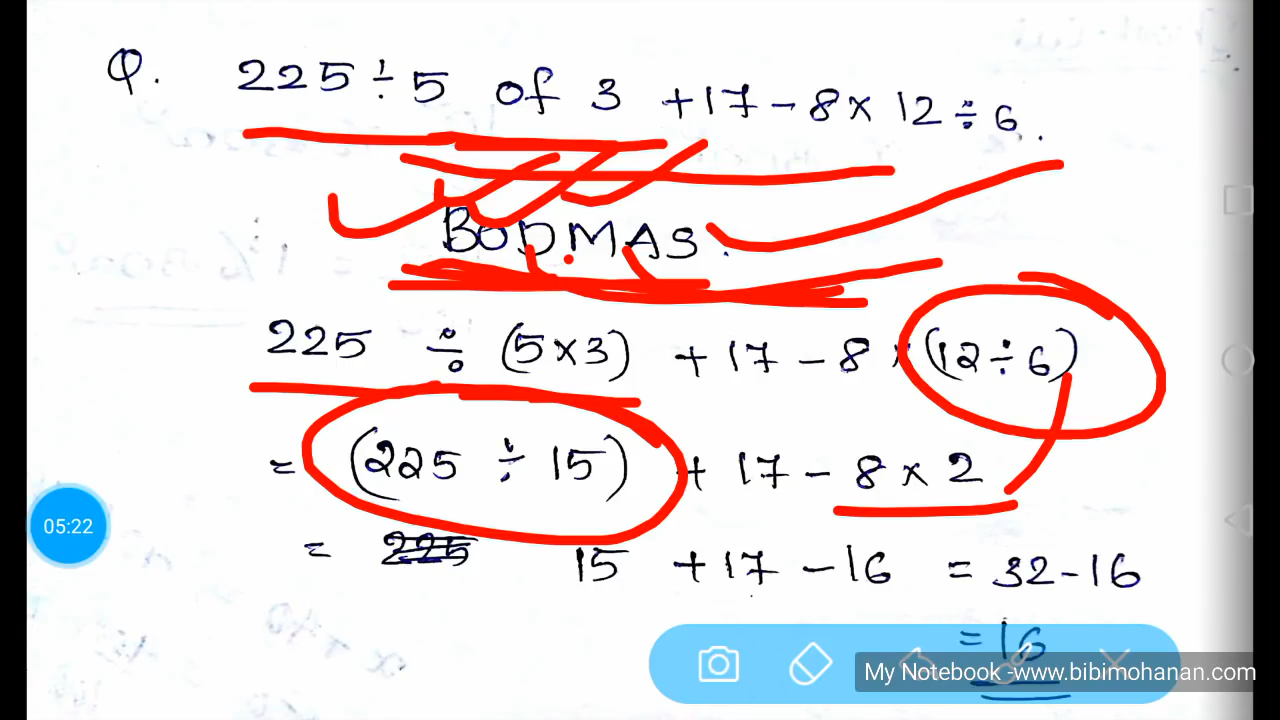 Q. 225 ÷ 5 of 3 + 17 - 8 × 12 ÷ 6.
BODMAS.
225 ÷ (5 × 3) + 17 - 8 × (12 ÷ 6)
= (225 ÷ 15) + 17 - 8 × 2
= 225 15 + 17 - 16 = 32 - 16
05:22
= 16
My Notebook -www.bibimohanan.com